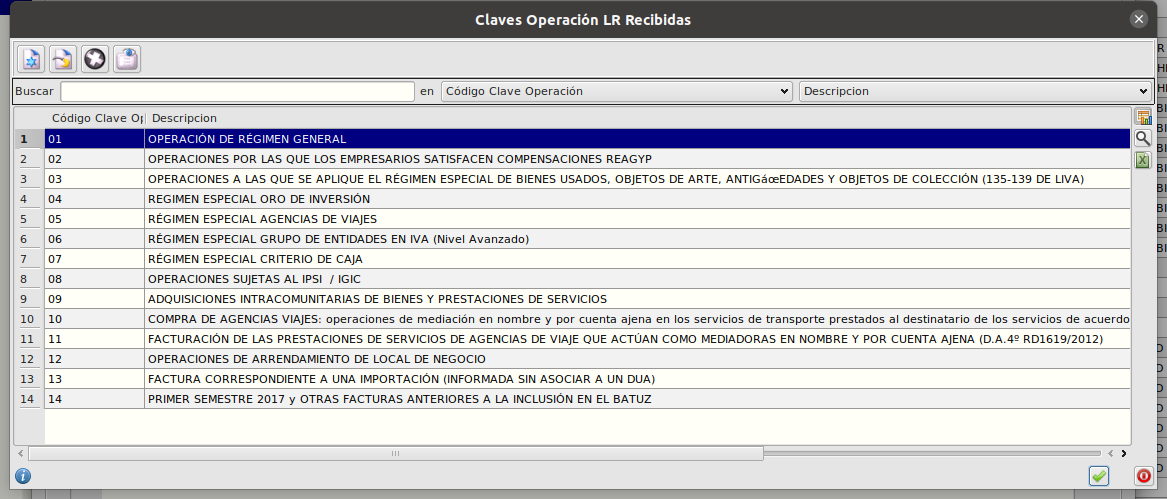 Claves Operación LR Recibidas
Buscar en Código Clave Operación Descripcion
Código Clave Op Descripcion
1 01 OPERACIÓN DE RÉGIMEN GENERAL
2 02 OPERACIONES POR LAS QUE LOS EMPRESARIOS SATISFACEN COMPENSACIONES REAGYP
3 03 OPERACIONES A LAS QUE SE APLIQUE EL RÉGIMEN ESPECIAL DE BIENES USADOS, OBJETOS DE ARTE, ANTIGáœEDADES Y OBJETOS DE COLECCIÓN (135-139 DE LIVA)
4 04 REGIMEN ESPECIAL ORO DE INVERSIÓN
5 05 RÉGIMEN ESPECIAL AGENCIAS DE VIAJES
6 06 RÉGIMEN ESPECIAL GRUPO DE ENTIDADES EN IVA (Nivel Avanzado)
7 07 RÉGIMEN ESPECIAL CRITERIO DE CAJA
8 08 OPERACIONES SUJETAS AL IPSI / IGIC
9 09 ADQUISICIONES INTRACOMUNITARIAS DE BIENES Y PRESTACIONES DE SERVICIOS
10 10 COMPRA DE AGENCIAS VIAJES: operaciones de mediación en nombre y por cuenta ajena en los servicios de transporte prestados al destinatario de los servicios de acuerdo
11 11 FACTURACIÓN DE LAS PRESTACIONES DE SERVICIOS DE AGENCIAS DE VIAJE QUE ACTÚAN COMO MEDIADORAS EN NOMBRE Y POR CUENTA AJENA (D.A.4º RD1619/2012)
12 12 OPERACIONES DE ARRENDAMIENTO DE LOCAL DE NEGOCIO
13 13 FACTURA CORRESPONDIENTE A UNA IMPORTACIÓN (INFORMADA SIN ASOCIAR A UN DUA)
14 14 PRIMER SEMESTRE 2017 y OTRAS FACTURAS ANTERIORES A LA INCLUSIÓN EN EL BATUZ